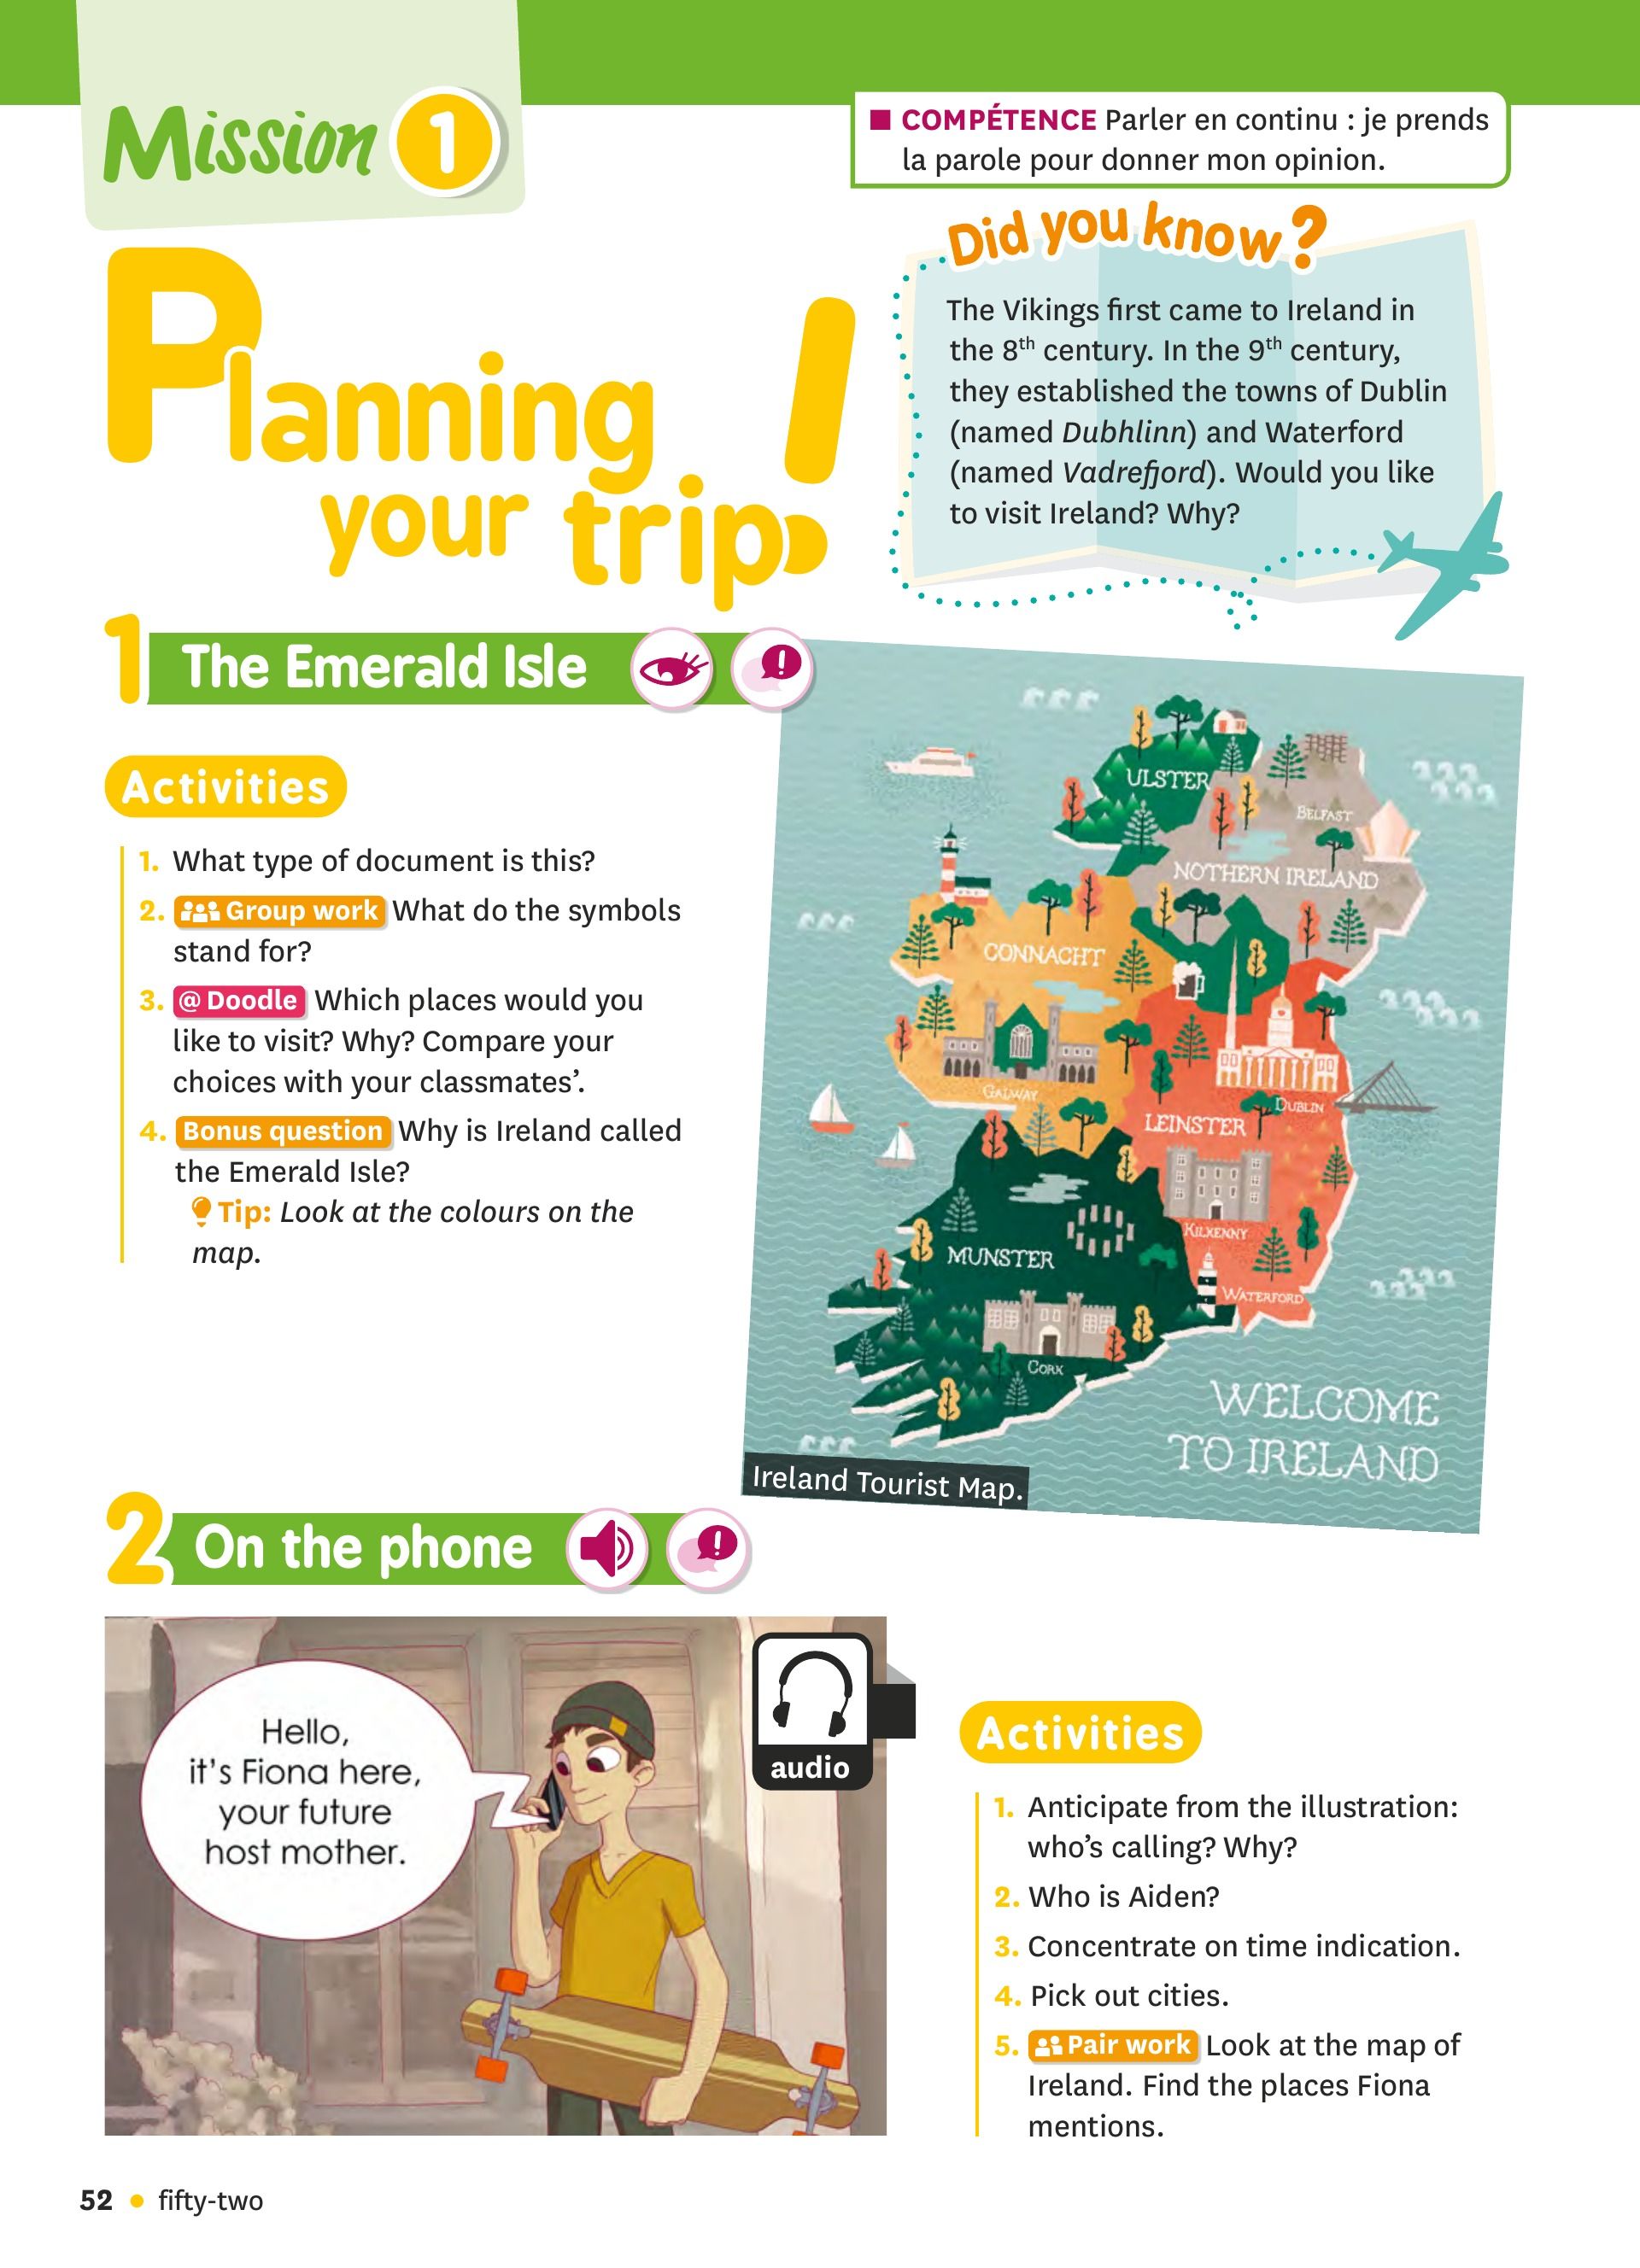 Mission 1
■ COMPÉTENCE Parler en continu : je prends
la parole pour donner mon opinion.
Planning
your trip!
Did you know?
The Vikings first came to Ireland in
the 8th century. In the 9th century,
they established the towns of Dublin
(named Dubhlinn) and Waterford
(named Vadrefjord). Would you like
to visit Ireland? Why?
1 The Emerald Isle
Activities
1. What type of document is this?
2. Group work What do the symbols
stand for?
3. @ Doodle Which places would you
like to visit? Why? Compare your
choices with your classmates’.
4. Bonus question Why is Ireland called
the Emerald Isle?
Tip: Look at the colours on the
map.
ULSTER
BELFAST
NOTHERN IRELAND
CONNACHT
GALWAY
DUBLIN
LEINSTER
KILKENNY
MUNSTER
WATERFORD
CORK
WELCOME
TO IRELAND
Ireland Tourist Map.
2 On the phone
Hello,
it's Fiona here,
your future
host mother.
audio
Activities
1. Anticipate from the illustration:
who’s calling? Why?
2. Who is Aiden?
3. Concentrate on time indication.
4. Pick out cities.
5. Pair work Look at the map of
Ireland. Find the places Fiona
mentions.
52 • fifty-two